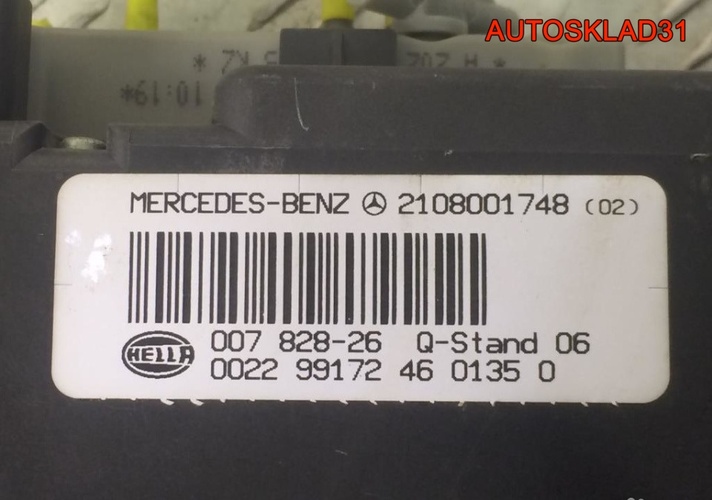 AUTOSKLAD31
MERCEDES-BENZ 2108001748 (02)
HELLA 007 828-26 Q-Stand 06
0022 99172 46 0135 0